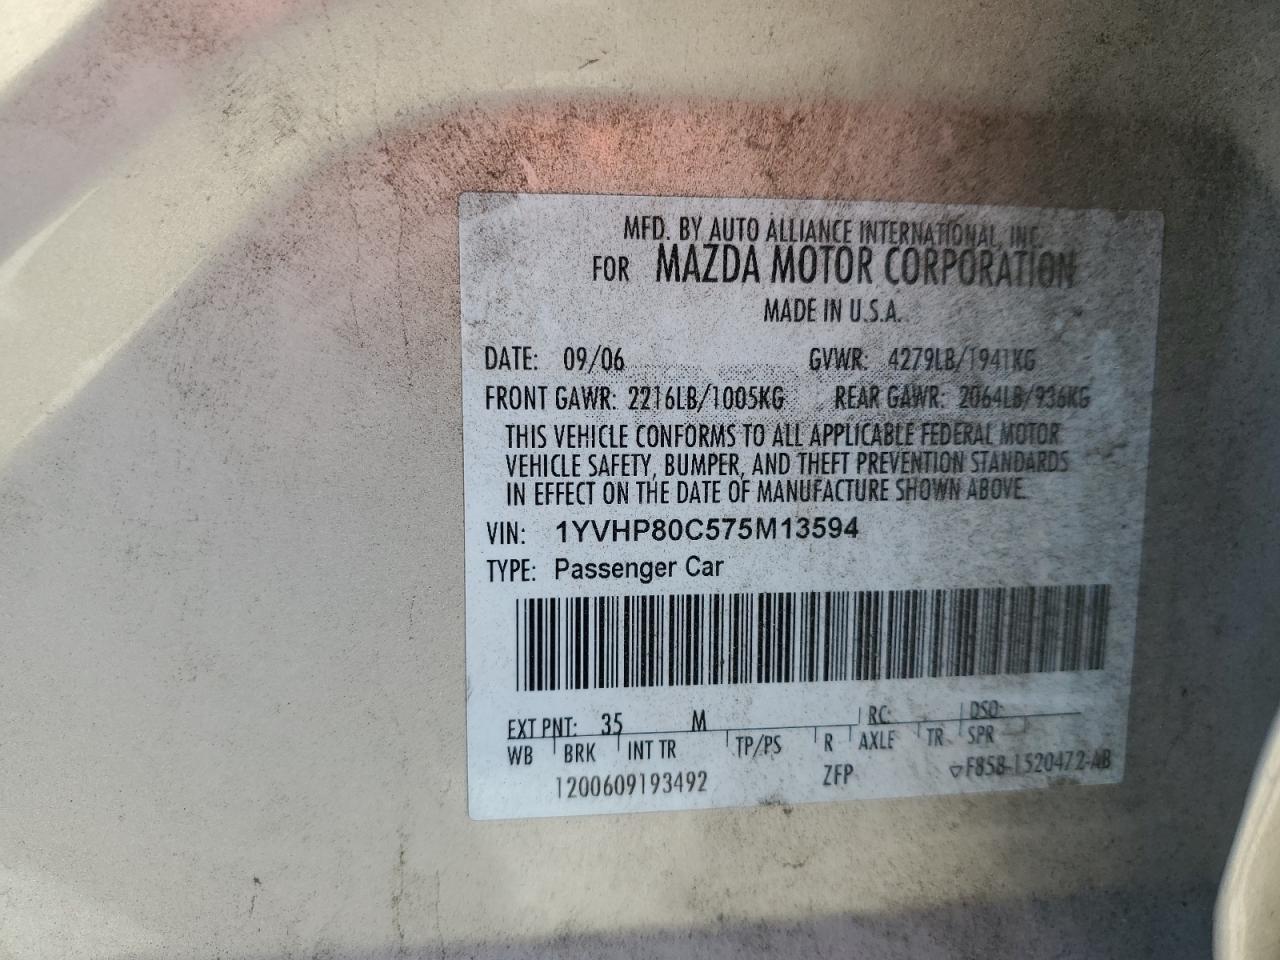 MFD. BY AUTO ALLIANCE INTERNATIONAL, INC.
FOR MAZDA MOTOR CORPORATION
MADE IN U.S.A.
DATE: 09/06 GVWR: 4279LB/1941KG
FRONT GAWR: 2216LB/1005KG REAR GAWR: 2064LB/936KG
THIS VEHICLE CONFORMS TO ALL APPLICABLE FEDERAL MOTOR
VEHICLE SAFETY, BUMPER, AND THEFT PREVENTION STANDARDS
IN EFFECT ON THE DATE OF MANUFACTURE SHOWN ABOVE.
VIN: 1YVHP80C575M13594
TYPE: Passenger Car
EXT PNT: 35 M RC: DSO:
WB BRK INT TR TP/PS R AXLE TR SPR
1200609193492 ZFP F85B-1520472-AB